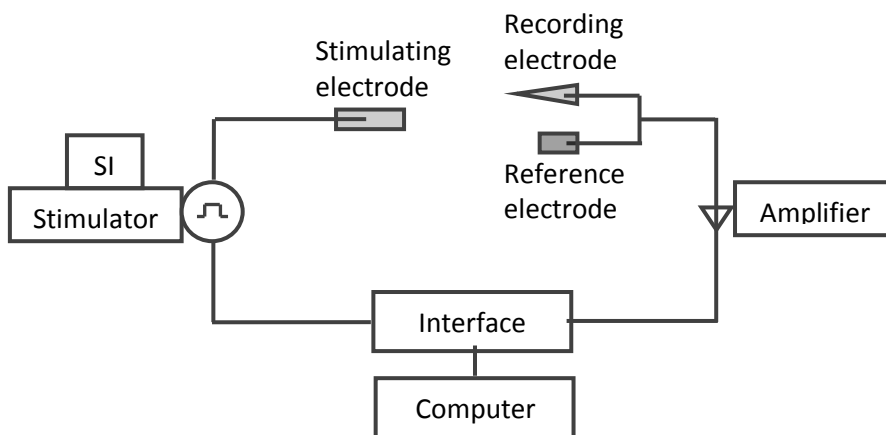 Stimulating
electrode
Recording
electrode
SI
Stimulator
Reference
electrode
Amplifier
Interface
Computer